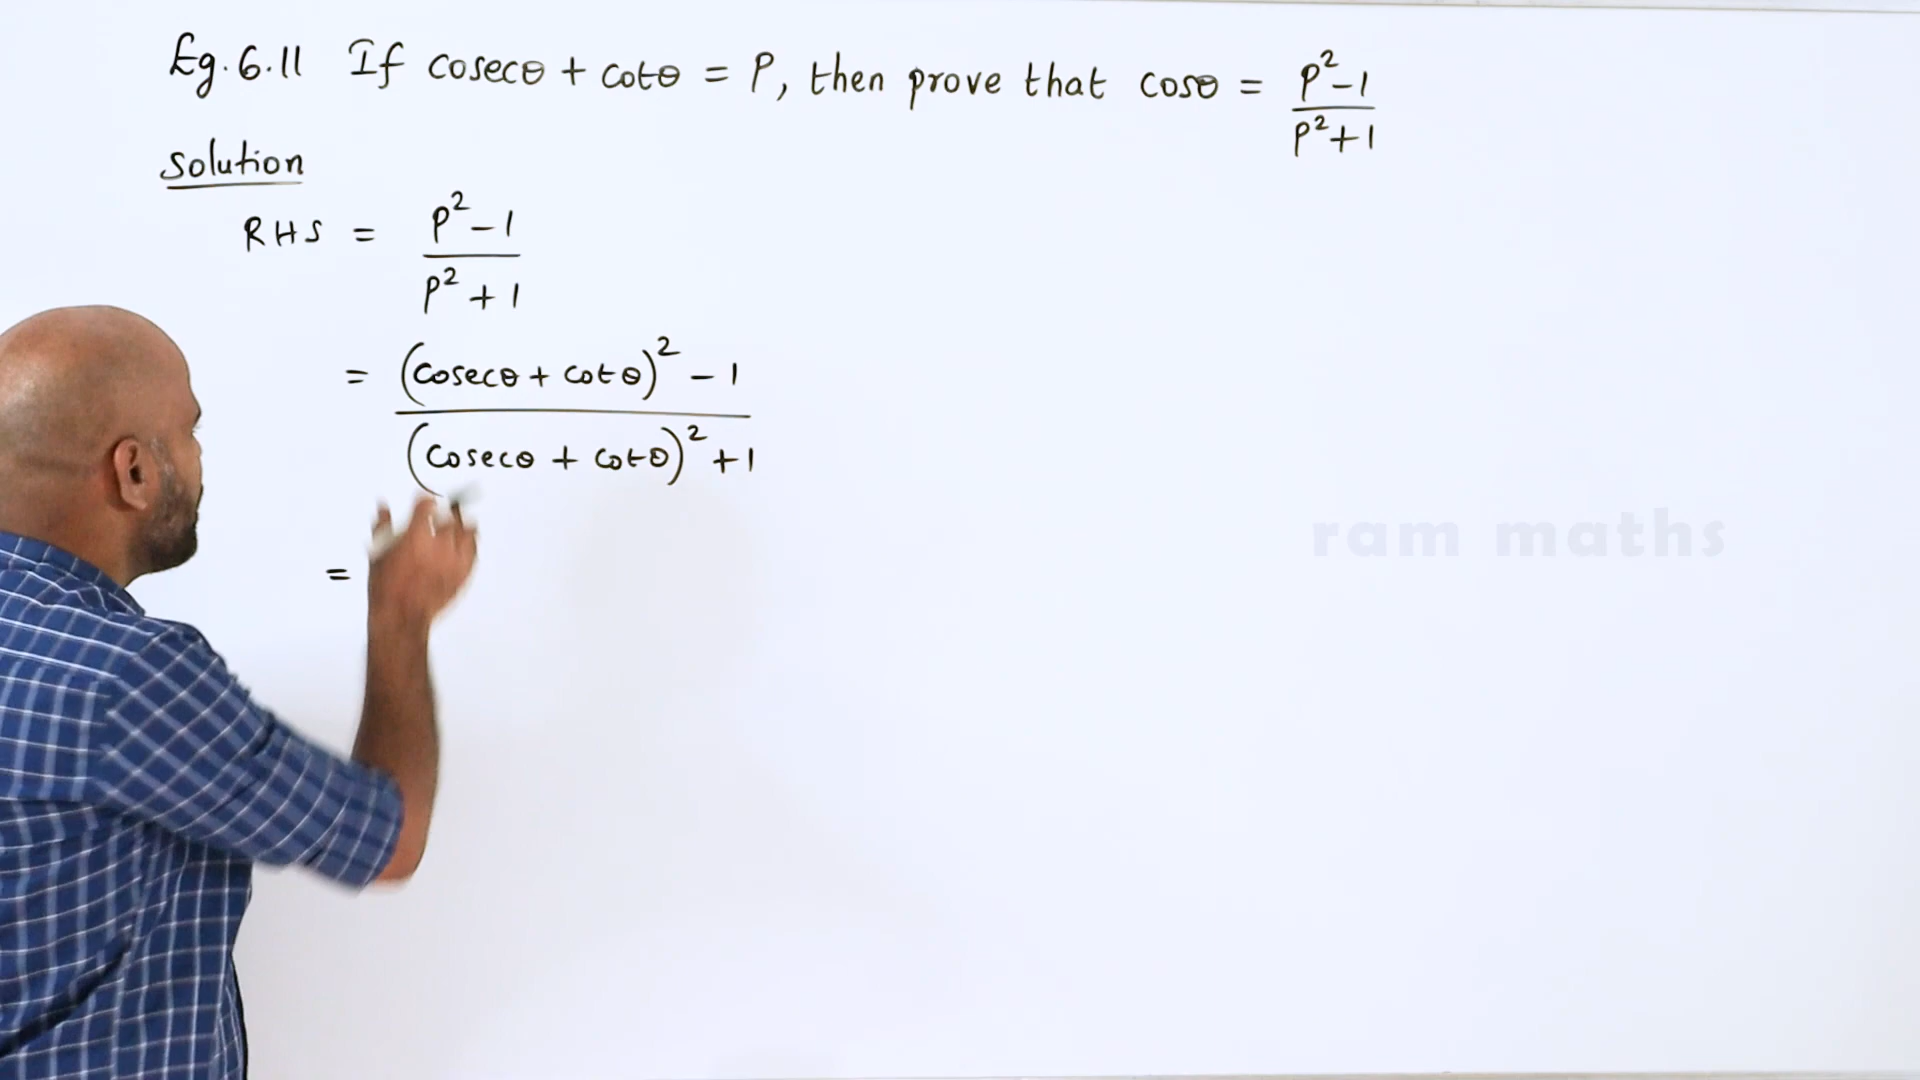 Eg. 6.11 If cosecθ + cotθ = P, then prove that cosθ = P²-1 / P²+1
Solution
RHS = P²-1 / P²+1
= (cosecθ + cotθ)² - 1 / (cosecθ + cotθ)² + 1
=
ram maths